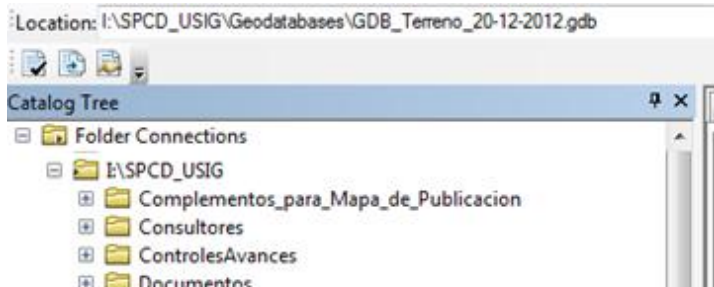 Location: I:\SPCD_USIG\Geodatabases\GDB_Terreno_20-12-2012.gdb
Catalog Tree
Folder Connections
I:\SPCD_USIG
Complementos_para_Mapa_de_Publicacion
Consultores
ControlesAvances
Documentos